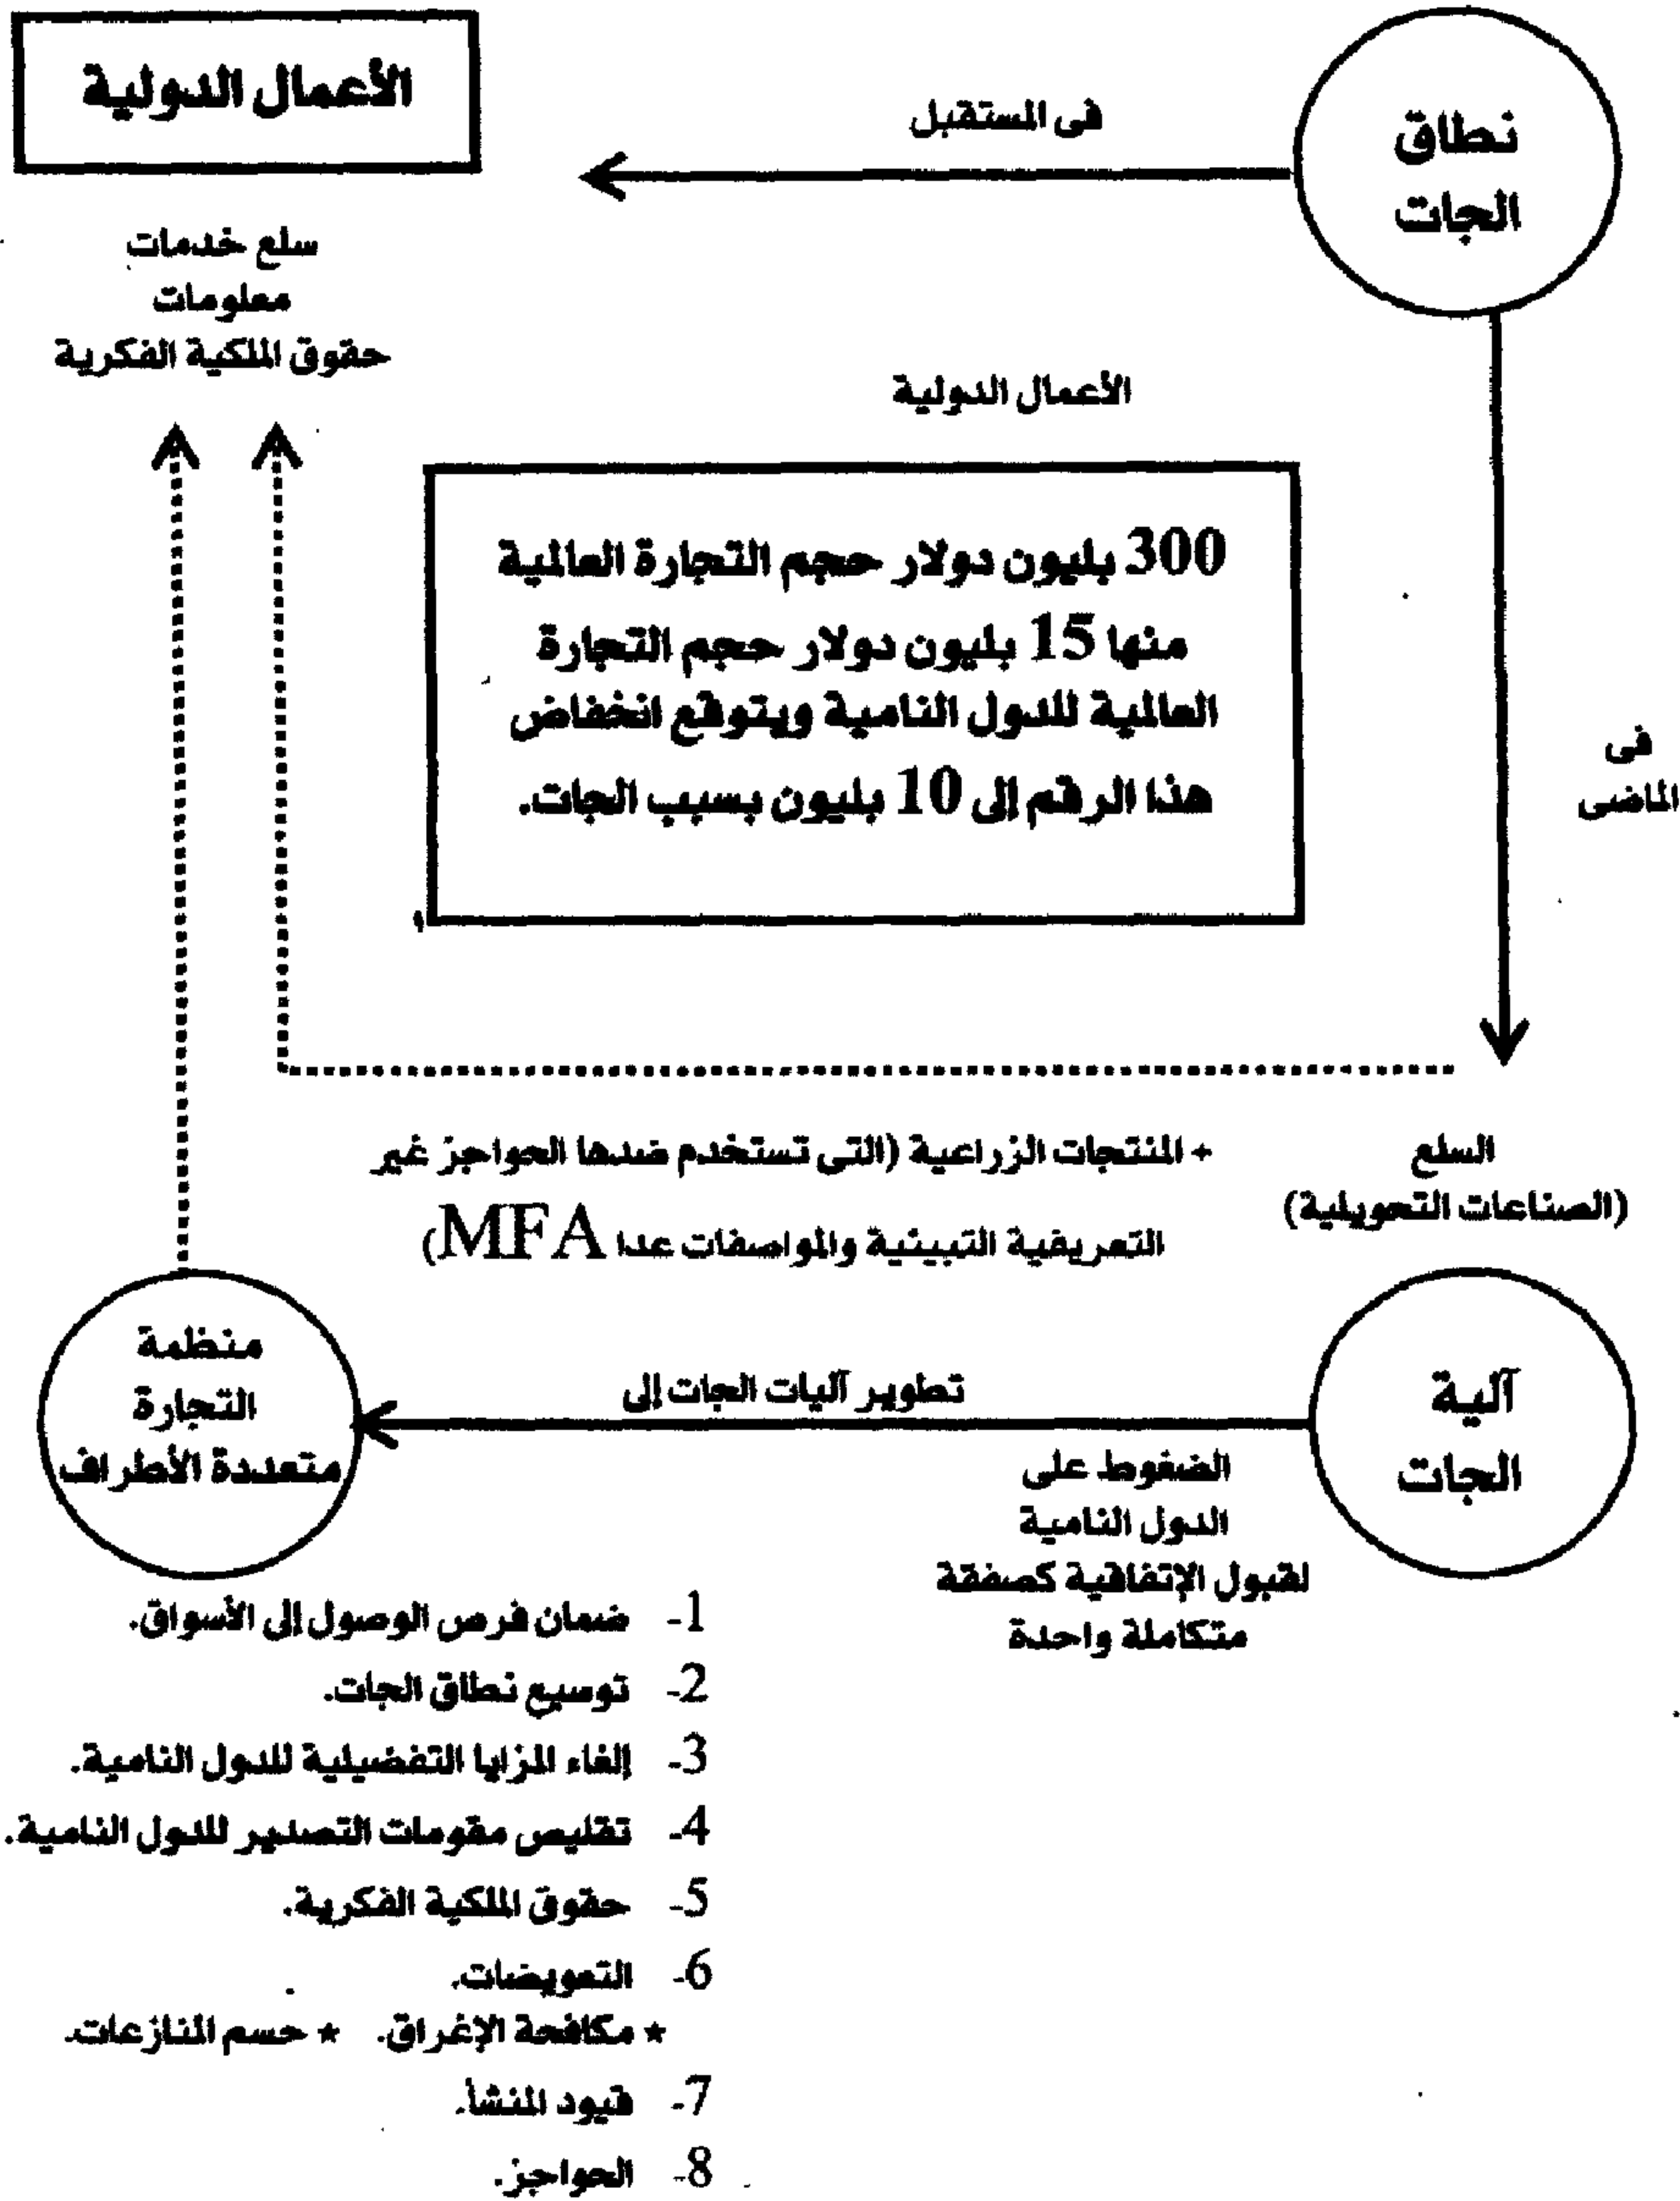 نطاق
الجات
فى المستقبل
الأعمال الدولية
سلع خدمات
معلومات
حقوق الملكية الفكرية
الأعمال الدولية
300 بليون دولار حجم التجارة العالمية
منها 15 بليون دولار حجم التجارة
العالمية للدول النامية ويتوقع انخفاض
هذا الرقم إلى 10 بليون بسبب الجات.
فى
الماضى
السلع
(الصناعات التحويلية)
+ المنتجات الزراعية (التى تستخدم ضدها الحواجز غير
التعريفية التبينية والمواصفات عدا MFA)
آلية
الجات
تطوير آليات الجات إلى
الضغوط على
الدول النامية
لقبول الإتفاقية كصفقة
متكاملة واحدة
منظمة
التجارة
متعددة الأطراف
1- ضمان فرص الوصول إلى الأسواق.
2- توسيع نطاق الجات.
3- إلغاء المزايا التفضيلية للدول النامية.
4- تقليص مقومات التصدير للدول النامية.
5- حقوق الملكية الفكرية.
6- التعويضات.
* مكافحة الإغراق. * حسم المنازعات.
7- قيود المنشأ.
8- الحواجز.